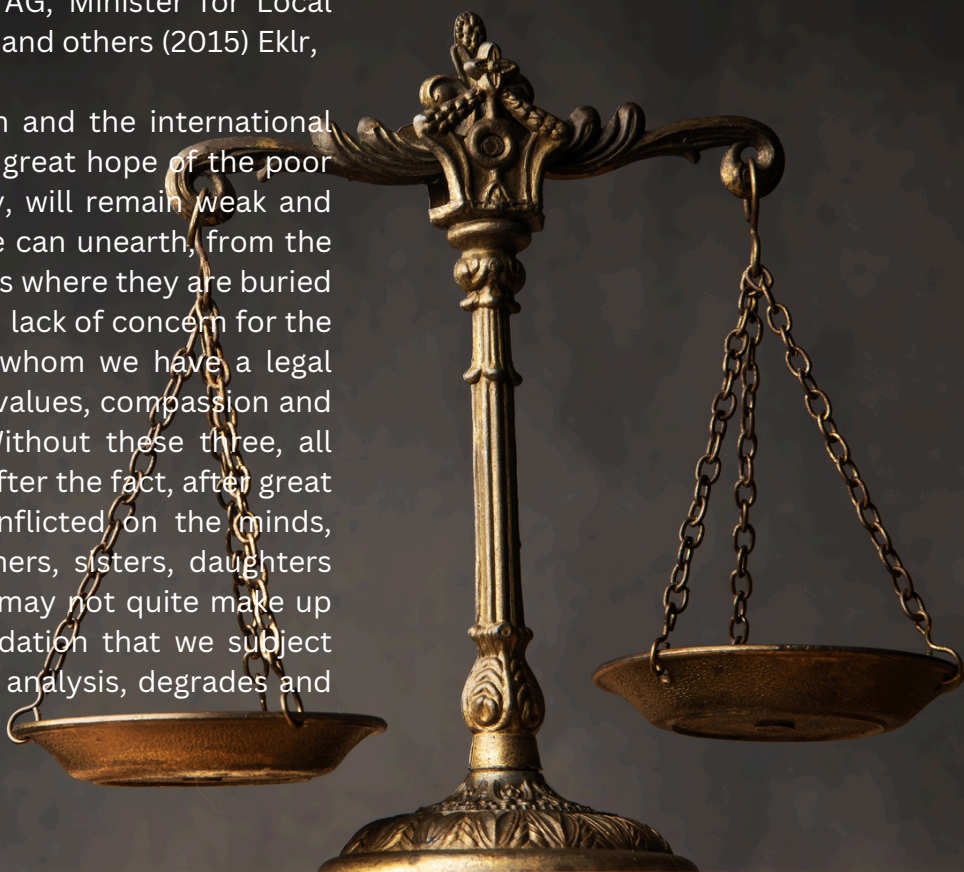 AG, Minister for Local
and others (2015) Eklr,
n and the international
great hope of the poor
y, will remain weak and
e can unearth, from the
s where they are buried
lack of concern for the
whom we have a legal
values, compassion and
Without these three, all
fter the fact, after great
nflicted on the minds,
hers, sisters, daughters
may not quite make up
dation that we subject
analysis, degrades and